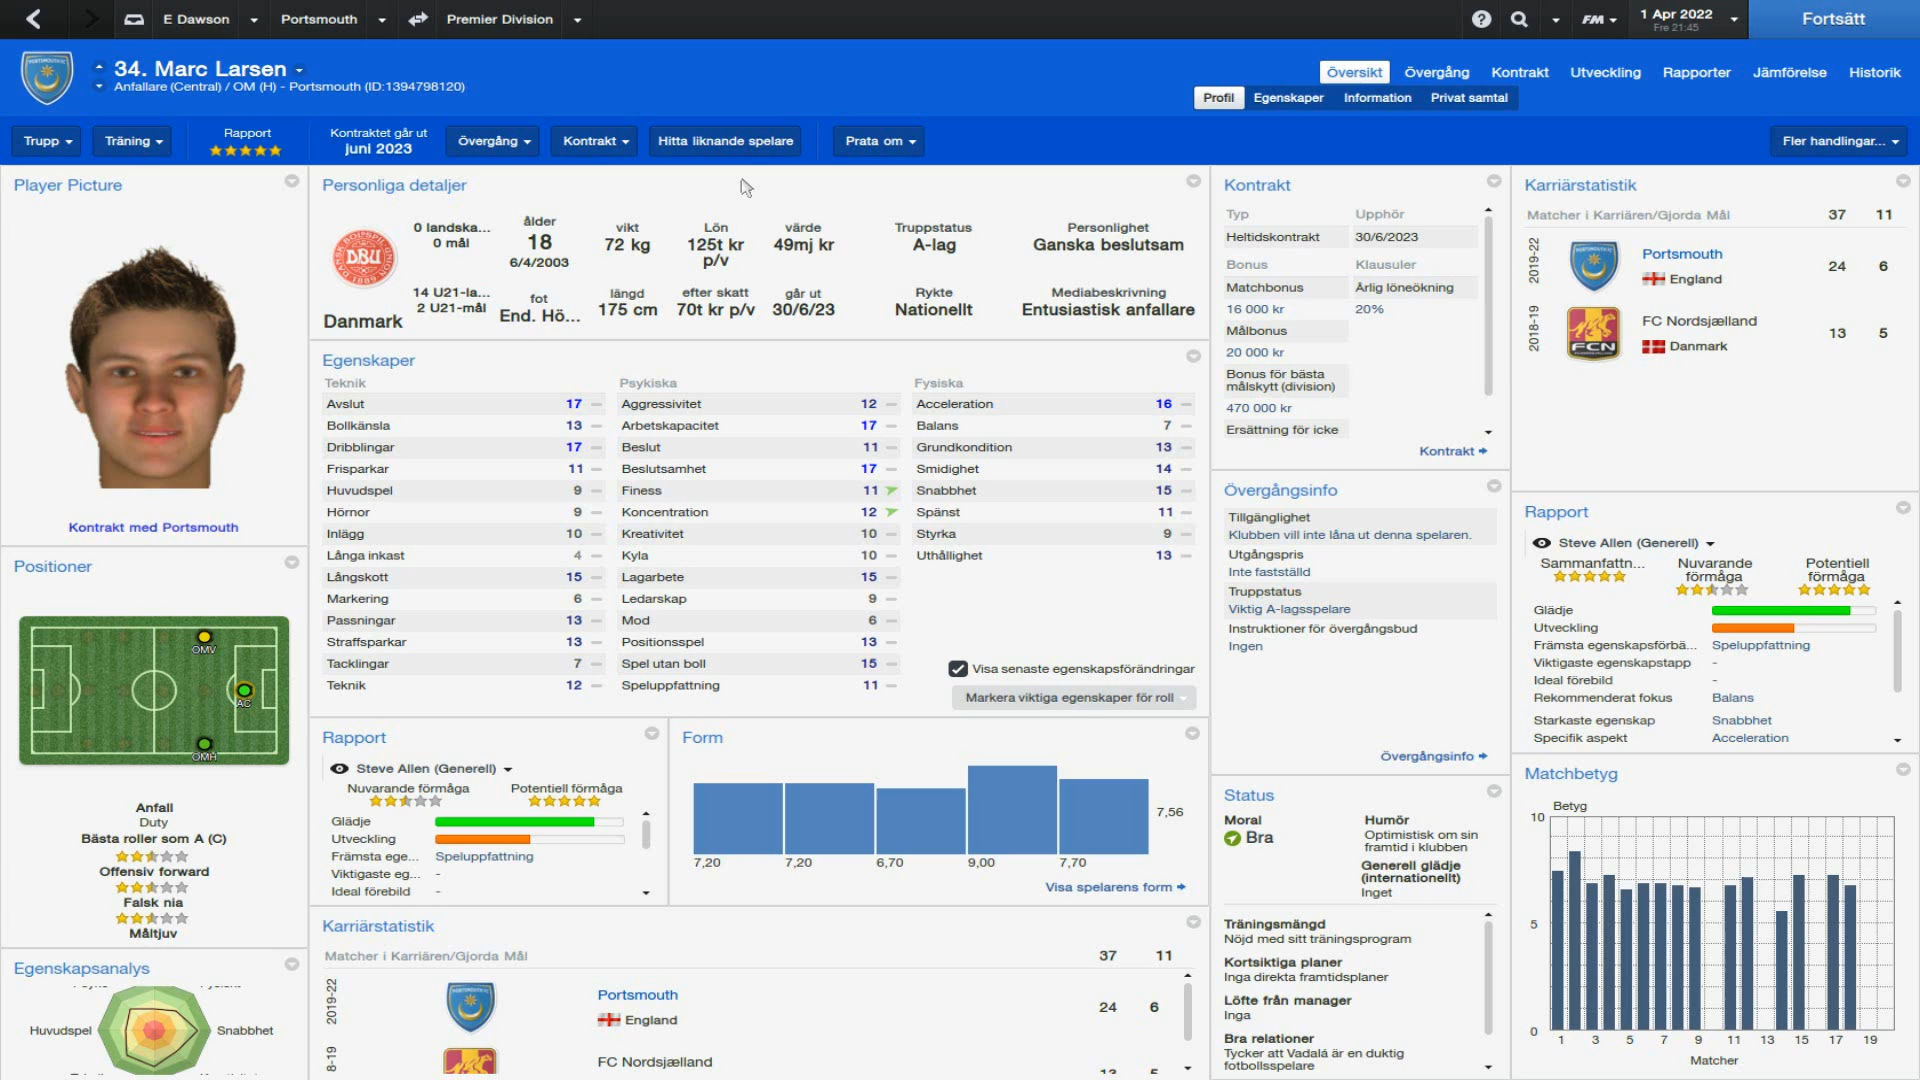 E Dawson
Portsmouth
Premier Division
FM
1 Apr 2022
Fre 21:45
Fortsätt
34. Marc Larsen
Anfallare (Central) / OM (H) - Portsmouth (ID:1394798120)
Översikt Övergång Kontrakt Utveckling Rapporter Jämförelse Historik
Profil Egenskaper Information Privat samtal
Trupp
Träning
Rapport
Kontraktet går ut
juni 2023
Övergång
Kontrakt
Hitta liknande spelare
Prata om
Fler handlingar...
Player Picture
Kontrakt med Portsmouth
Positioner
OMV
AC
OMH
Anfall
Duty
Bästa roller som A (C)
Offensiv forward
Falsk nia
Måltjuv
Egenskapsanalys
Huvudspel
Snabbhet
Personliga detaljer
DBU
Danmark
0 landska...
0 mål
14 U21-la...
2 U21-mål
ålder
18
6/4/2003
fot
End. Hö...
vikt
72 kg
längd
175 cm
Lön
125t kr
p/v
efter skatt
70t kr p/v
värde
49mj kr
går ut
30/6/23
Truppstatus
A-lag
Rykte
Nationellt
Personlighet
Ganska beslutsam
Mediabeskrivning
Entusiastisk anfallare
Egenskaper
Teknik
Avslut 17
Bollkänsla 13
Dribblingar 17
Frisparkar 11
Huvudspel 9
Hörnor 9
Inlägg 10
Långa inkast 4
Långskott 15
Markering 6
Passningar 13
Straffsparkar 13
Tacklingar 7
Teknik 12
Psykiska
Aggressivitet 12
Arbetskapacitet 17
Beslut 11
Beslutsamhet 17
Finess 11
Koncentration 12
Kreativitet 10
Kyla 10
Lagarbete 15
Ledarskap 9
Mod 6
Positionsspel 13
Spel utan boll 15
Speluppfattning 11
Fysiska
Acceleration 16
Balans 7
Grundkondition 13
Smidighet 14
Snabbhet 15
Spänst 11
Styrka 9
Uthållighet 13
Visa senaste egenskapsförändringar
Markera viktiga egenskaper för roll
Rapport
Steve Allen (Generell)
Nuvarande förmåga
Potentiell förmåga
Glädje
Utveckling
Främsta ege... Speluppfattning
Viktigaste eg... -
Ideal förebild -
Form
7,20 7,20 6,70 9,00 7,70
7,56
Visa spelarens form
Karriärstatistik
Matcher i Karriären/Gjorda Mål 37 11
2019-22
Portsmouth
England
24 6
8-19
FC Nordsjælland
Kontrakt
Typ Upphör
Heltidskontrakt 30/6/2023
Bonus Klausuler
Matchbonus Årlig löneökning
16 000 kr 20%
Målbonus
20 000 kr
Bonus för bästa
målskytt (division)
470 000 kr
Ersättning för icke
Kontrakt
Övergångsinfo
Tillgänglighet
Klubben vill inte låna ut denna spelaren.
Utgångspris
Inte fastställd
Truppstatus
Viktig A-lagsspelare
Instruktioner för övergångsbud
Ingen
Övergångsinfo
Status
Moral
Bra
Humör
Optimistisk om sin
framtid i klubben
Generell glädje
(internationellt)
Inget
Träningsmängd
Nöjd med sitt träningsprogram
Kortsiktiga planer
Inga direkta framtidsplaner
Löfte från manager
Inga
Bra relationer
Tycker att Vadalá är en duktig
fotbollsspelare
Karriärstatistik
Matcher i Karriären/Gjorda Mål 37 11
2019-22
Portsmouth
England
24 6
2018-19
FCN
FC Nordsjælland
Danmark
13 5
Rapport
Steve Allen (Generell)
Sammanfattn...
Nuvarande
förmåga
Potentiell
förmåga
Glädje
Utveckling
Främsta egenskapsförbä... Speluppfattning
Viktigaste egenskapstapp -
Ideal förebild -
Rekommenderat fokus Balans
Starkaste egenskap Snabbhet
Specifik aspekt Acceleration
Matchbetyg
Betyg
10
5
0
1 3 5 7 9 11 13 15 17 19
Matcher